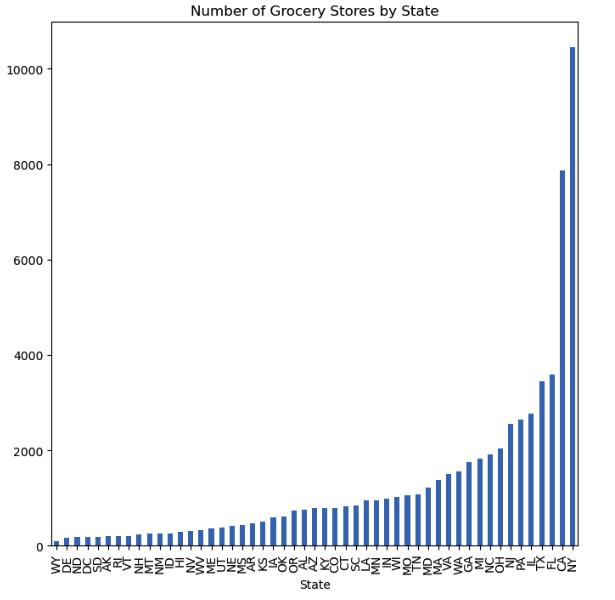 Number of Grocery Stores by State
10000
8000
6000
4000
2000
0
WY DE ND DC SD AK RI VT NH MT NM ID HI NV WV ME UT NE MS AR KS IA OK OR AL AZ KY CO CT SC LA MN IN WI MO TN MD MA VA WA GA MI NC OH NJ PA IL TX FL CA NY
State